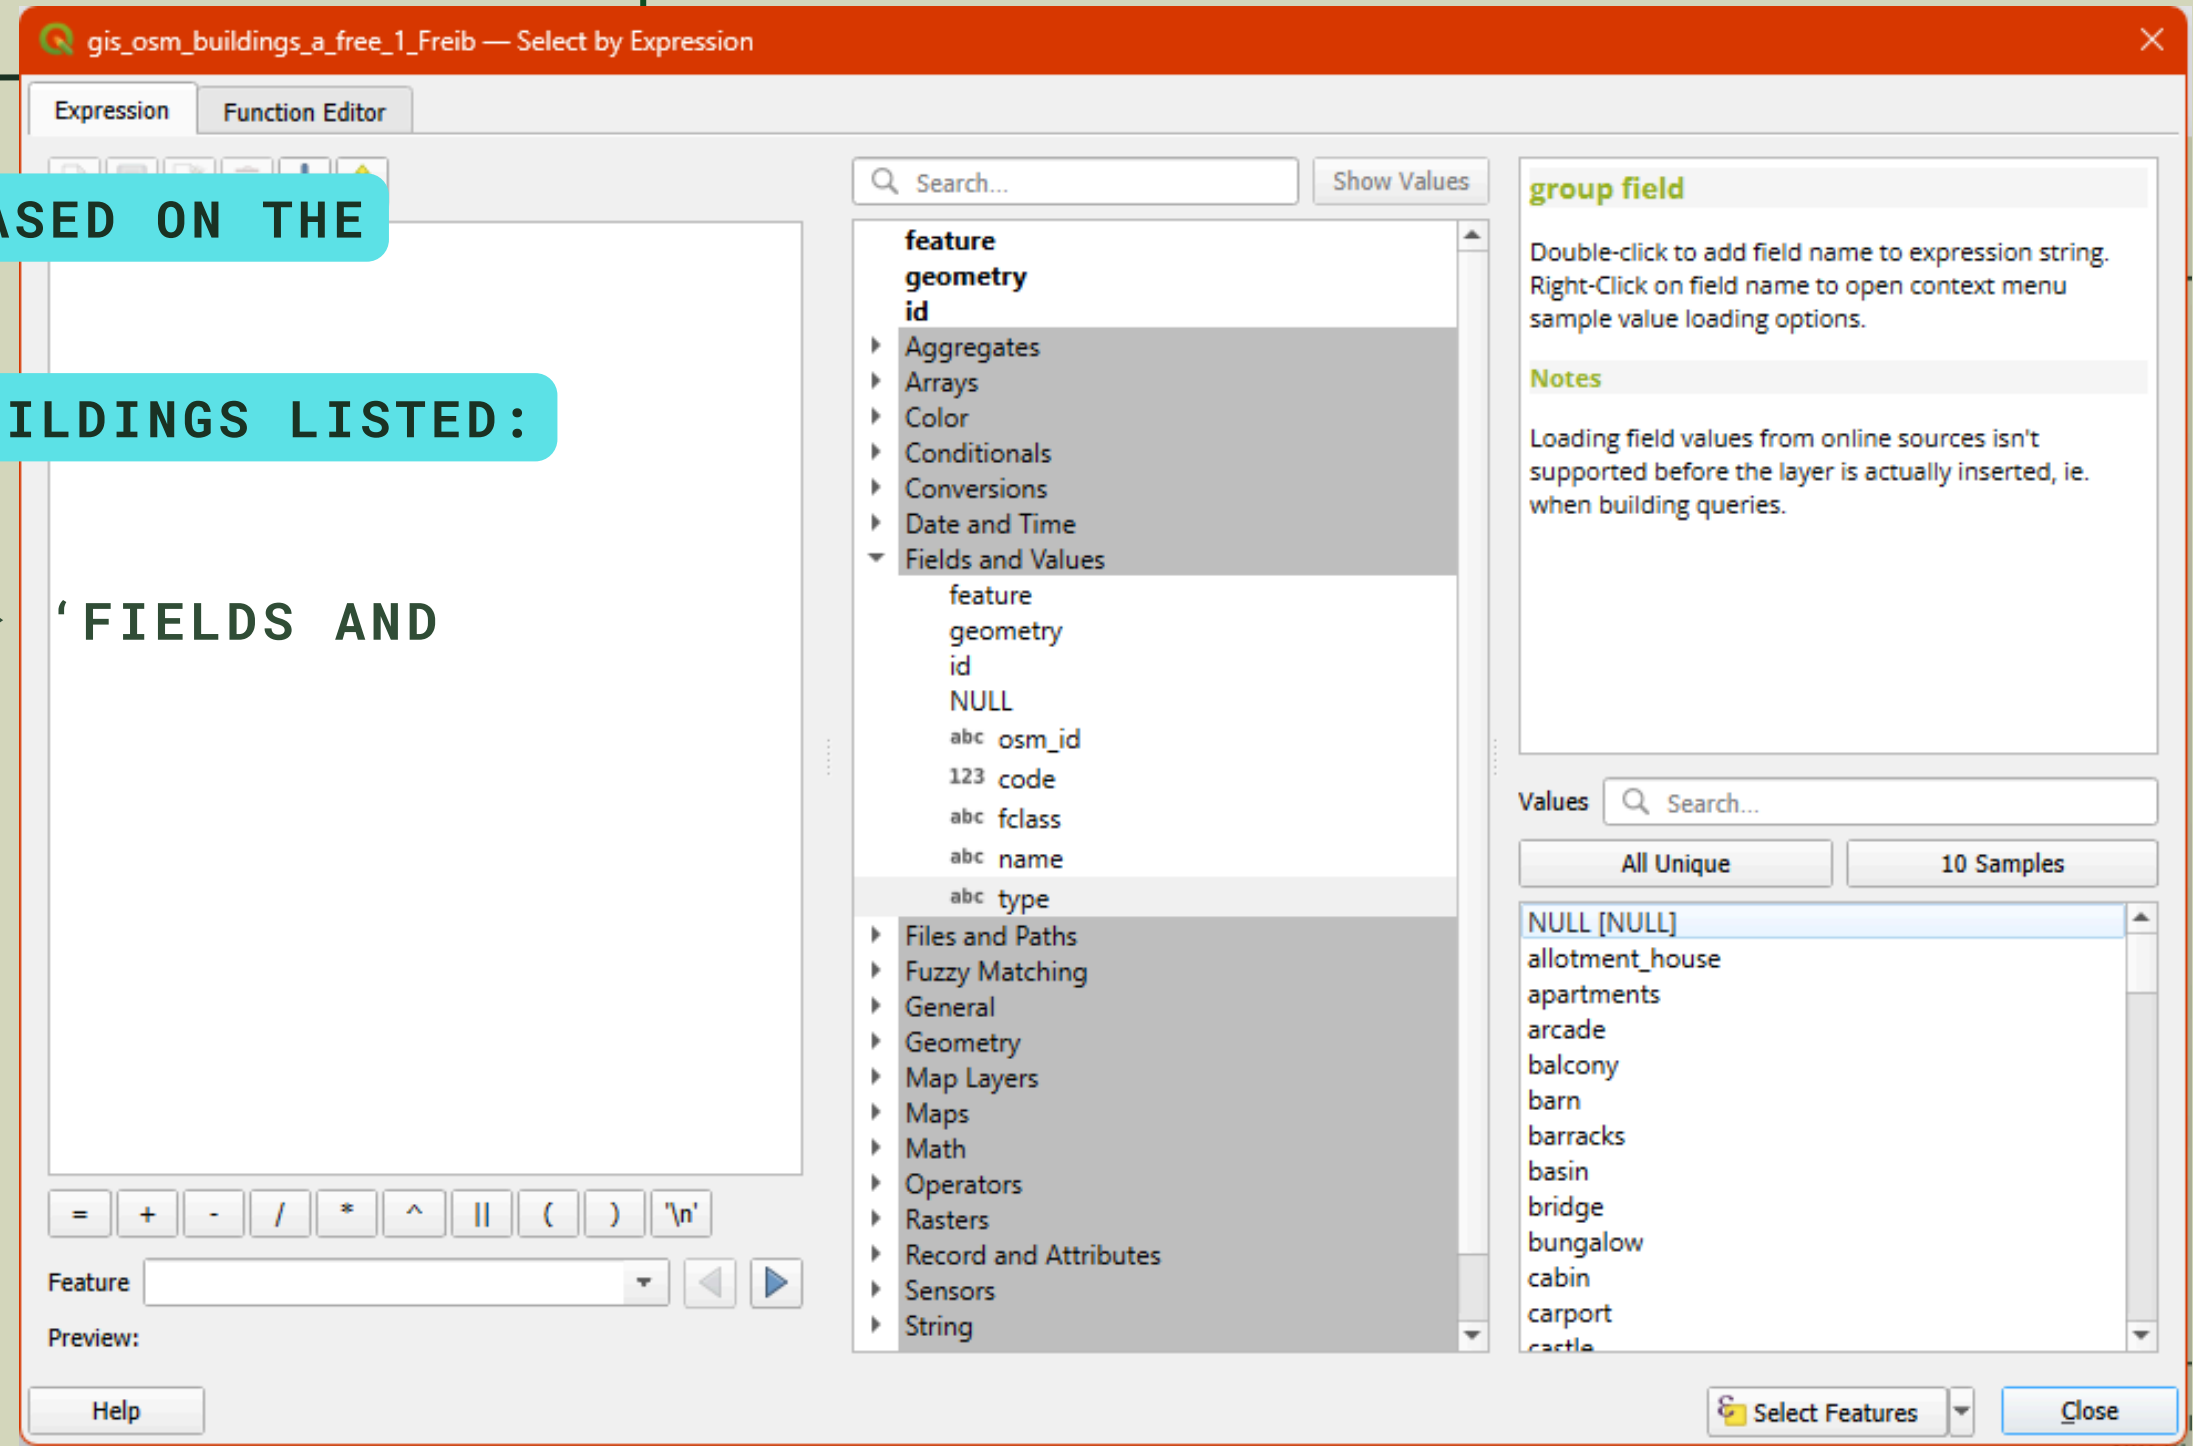 gis_osm_buildings_a_free_1_Freib — Select by Expression
Expression
Function Editor
ASED ON THE
ILDINGS LISTED:
‘FIELDS AND
= + - / * ^ || ( ) '\n'
Feature
Preview:
Help
Search...
Show Values
feature
geometry
id
Aggregates
Arrays
Color
Conditionals
Conversions
Date and Time
Fields and Values
feature
geometry
id
NULL
abc osm_id
123 code
abc fclass
abc name
abc type
Files and Paths
Fuzzy Matching
General
Geometry
Map Layers
Maps
Math
Operators
Rasters
Record and Attributes
Sensors
String
group field
Double-click to add field name to expression string.
Right-Click on field name to open context menu
sample value loading options.
Notes
Loading field values from online sources isn't
supported before the layer is actually inserted, ie.
when building queries.
Values
Search...
All Unique
10 Samples
NULL [NULL]
allotment_house
apartments
arcade
balcony
barn
barracks
basin
bridge
bungalow
cabin
carport
castle
Select Features
Close